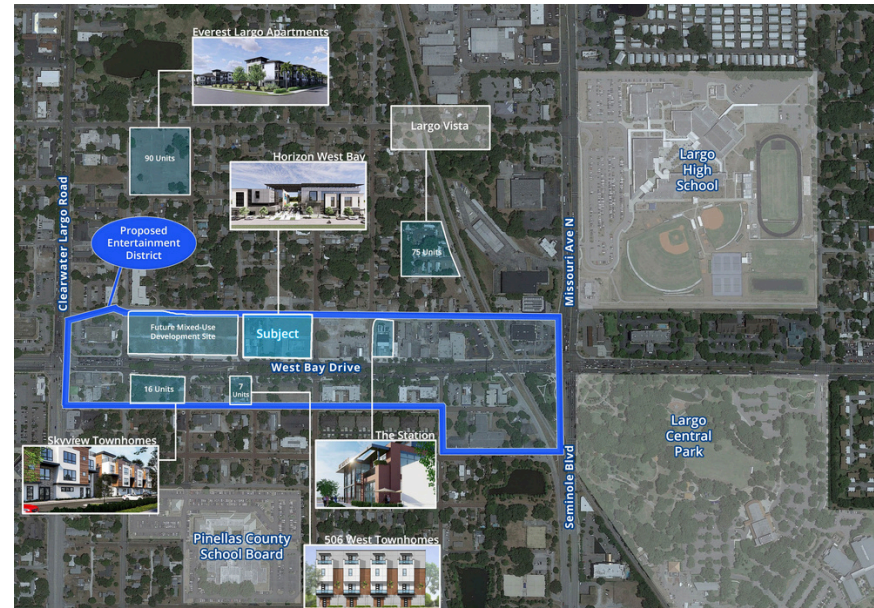 Everest Largo Apartments
90 Units
Largo Vista
Horizon West Bay
75 Units
Largo
High
School
Clearwater Largo Road
Missouri Ave N
Proposed
Entertainment
District
Future Mixed-Use
Development Site
Subject
West Bay Drive
16 Units
7
Units
Skyview Townhomes
The Station
Largo
Central
Park
Seminole Blvd
Pinellas County
School Board
506 West Townhomes